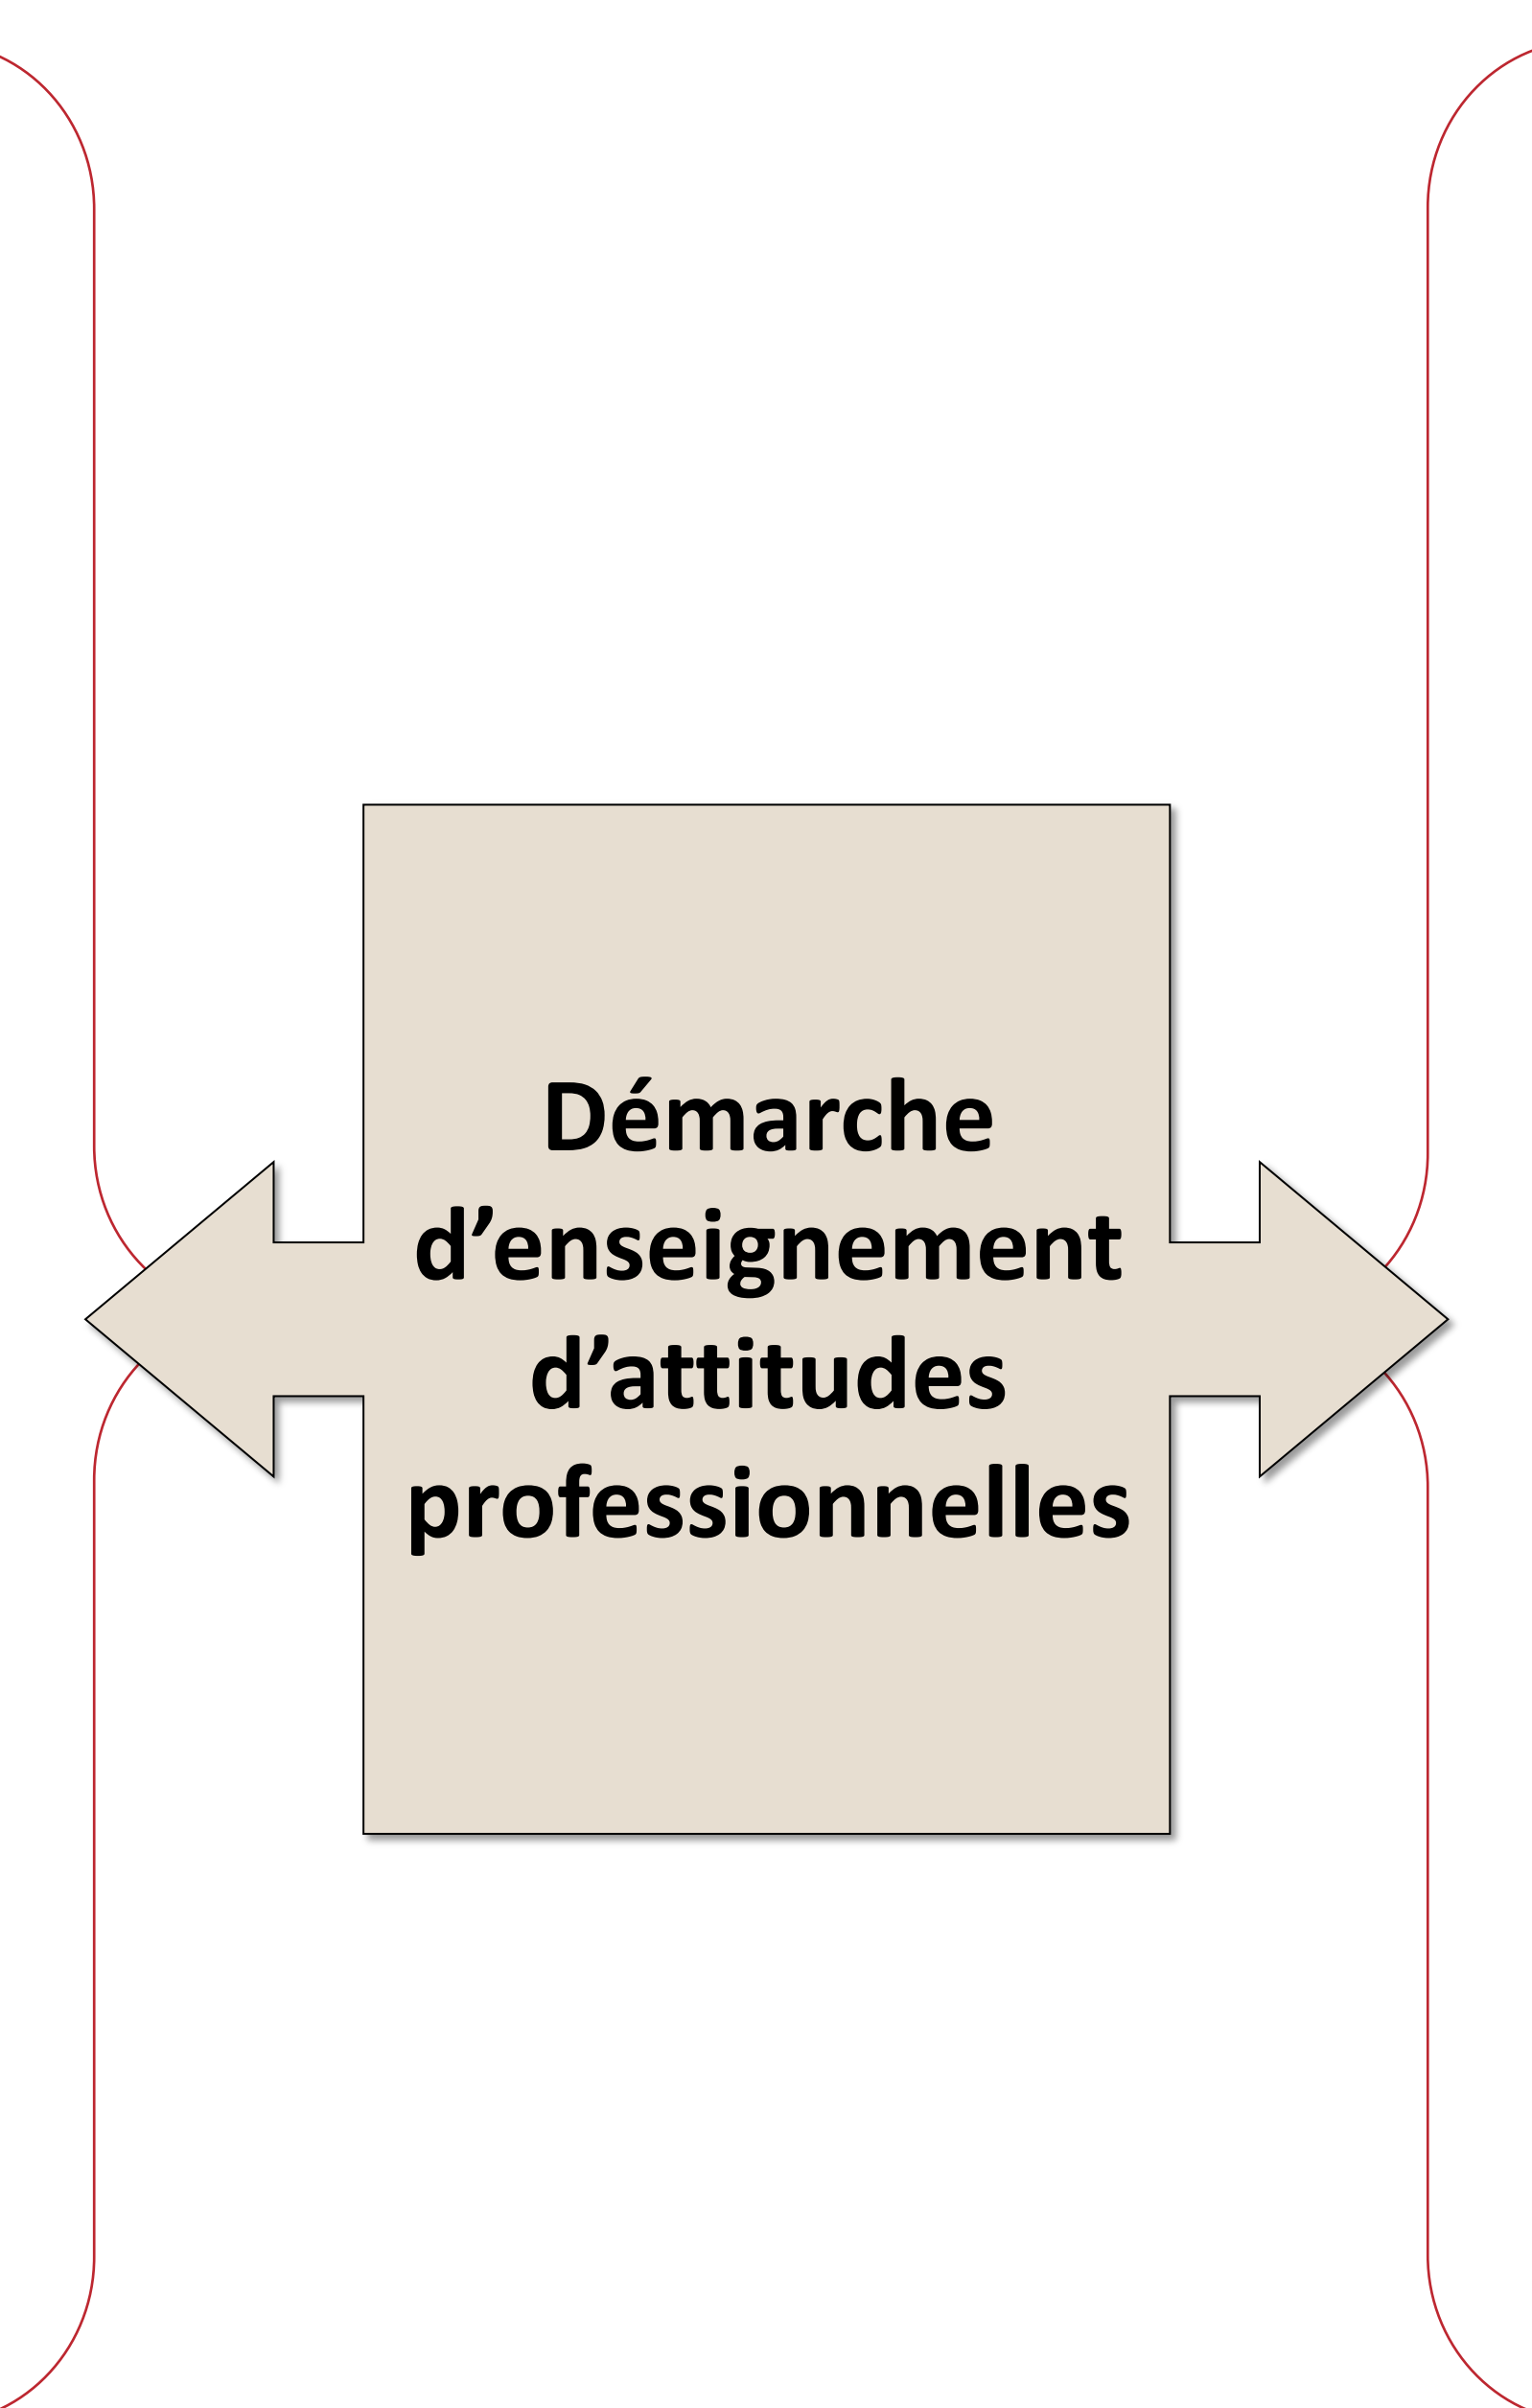 Démarche
d’enseignement
d’attitudes
professionnelles